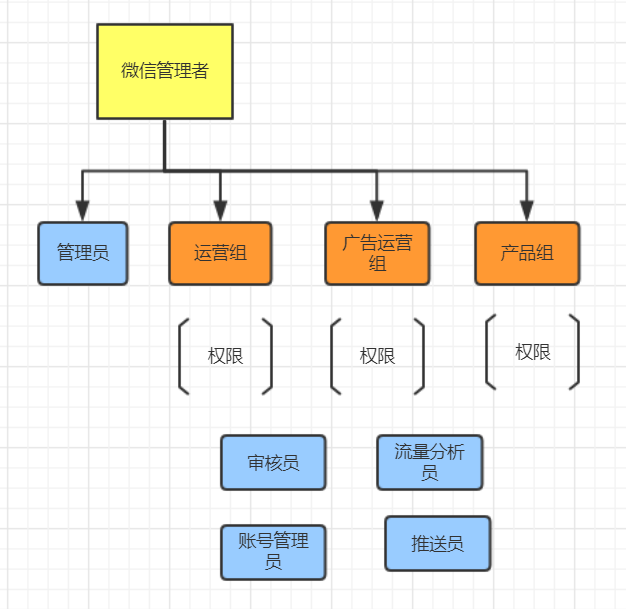 微信管理者
管理员
运营组
广告运营
组
产品组
权限
权限
权限
审核员
流量分析
员
账号管理
员
推送员